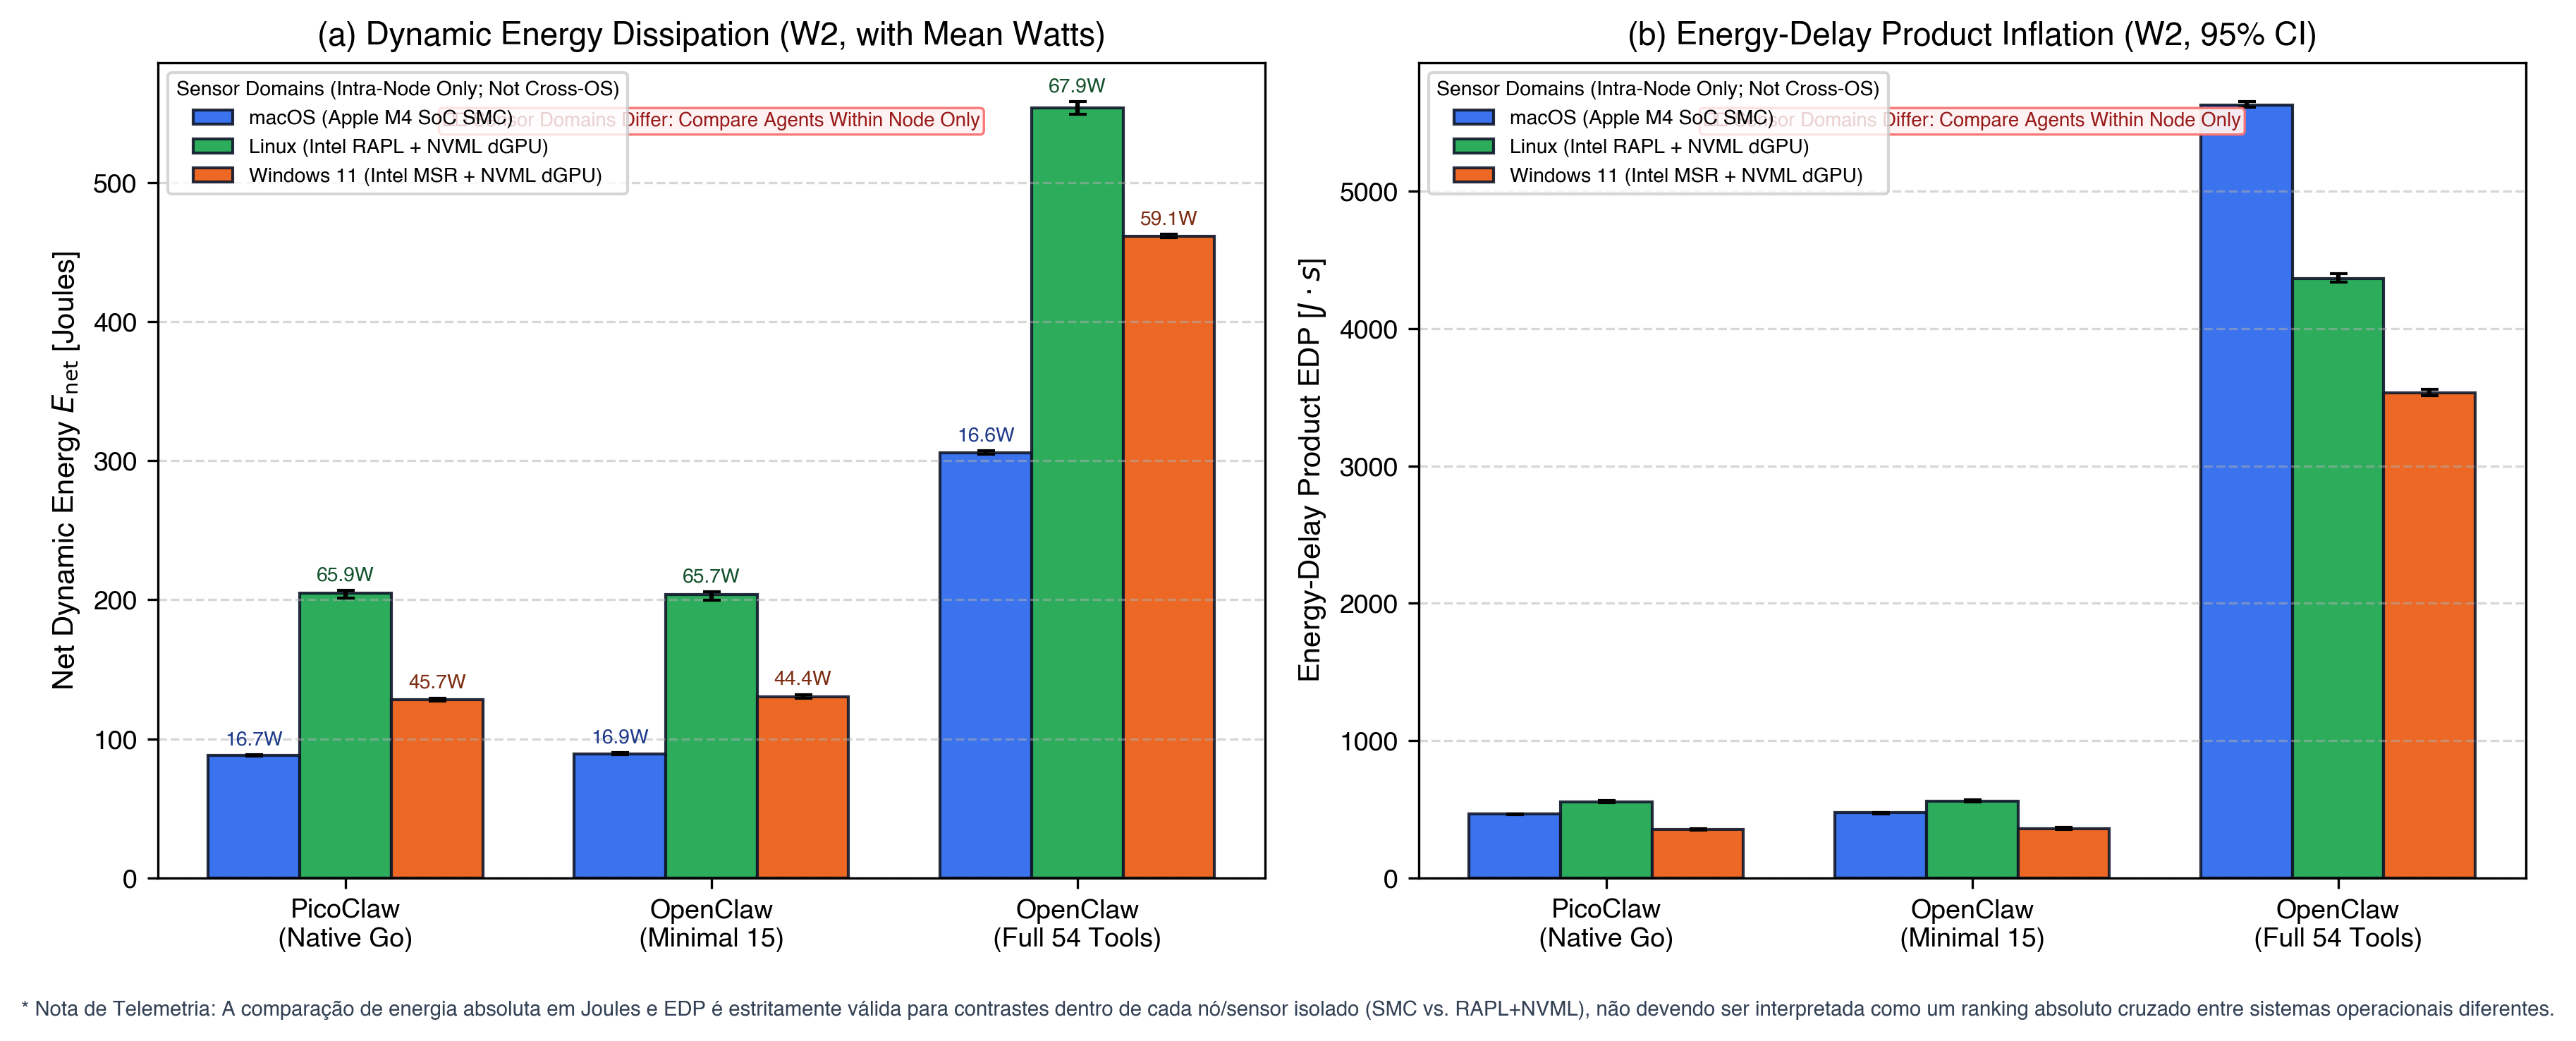 (a) Dynamic Energy Dissipation (W2, with Mean Watts)
Sensor Domains (Intra-Node Only; Not Cross-OS)
macOS (Apple M4 SoC SMC)
Linux (Intel RAPL + NVML dGPU)
Windows 11 (Intel MSR + NVML dGPU)
Sensor Domains Differ: Compare Agents Within Node Only
Net Dynamic Energy Enet [Joules]
500
400
300
200
100
0
16.7W
65.9W
45.7W
16.9W
65.7W
44.4W
16.6W
67.9W
59.1W
PicoClaw
(Native Go)
OpenClaw
(Minimal 15)
OpenClaw
(Full 54 Tools)
(b) Energy-Delay Product Inflation (W2, 95% CI)
Sensor Domains (Intra-Node Only; Not Cross-OS)
macOS (Apple M4 SoC SMC)
Linux (Intel RAPL + NVML dGPU)
Windows 11 (Intel MSR + NVML dGPU)
Sensor Domains Differ: Compare Agents Within Node Only
Energy-Delay Product EDP [J · s]
5000
4000
3000
2000
1000
0
PicoClaw
(Native Go)
OpenClaw
(Minimal 15)
OpenClaw
(Full 54 Tools)
* Nota de Telemetria: A comparação de energia absoluta em Joules e EDP é estritamente válida para contrastes dentro de cada nó/sensor isolado (SMC vs. RAPL+NVML), não devendo ser interpretada como um ranking absoluto cruzado entre sistemas operacionais diferentes.